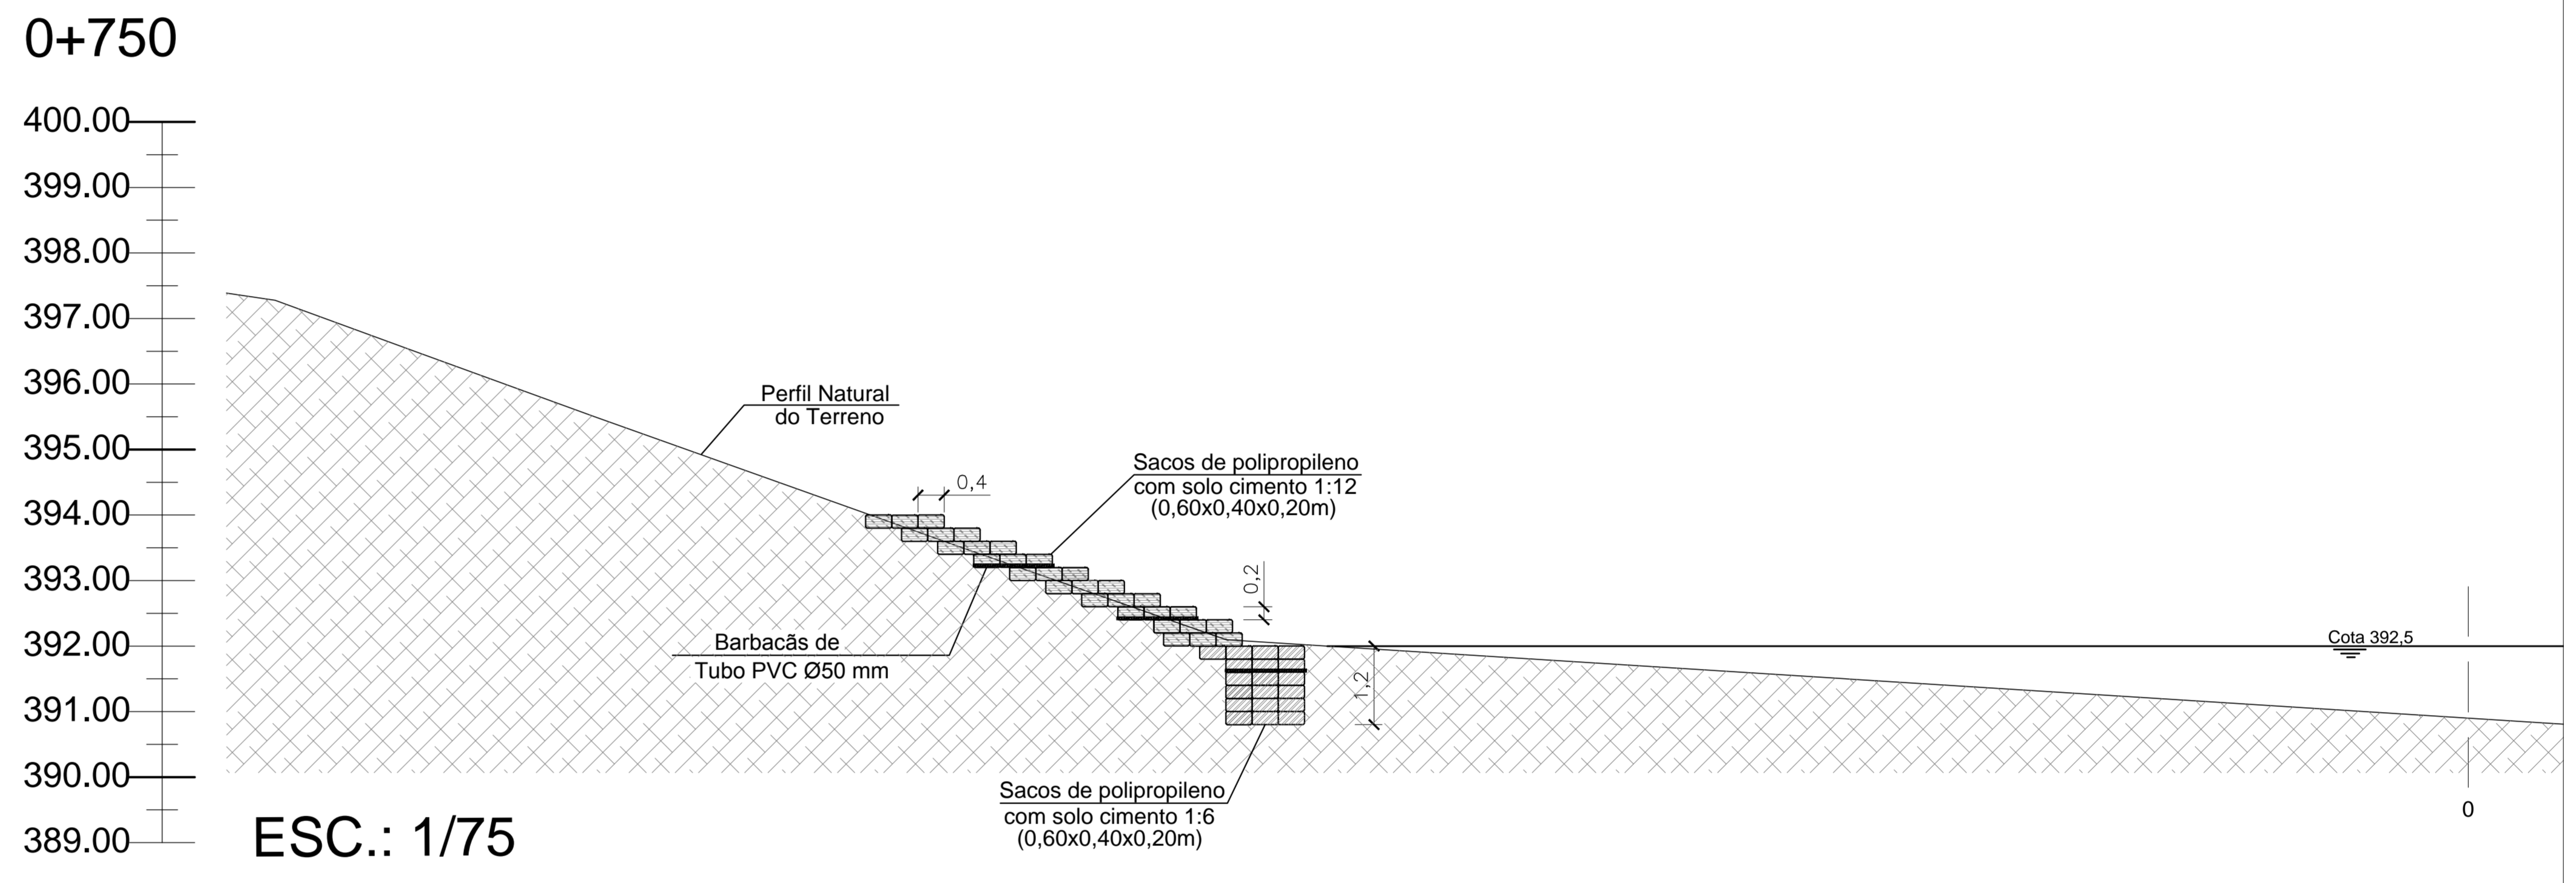 0+750
400.00
399.00
398.00
397.00
396.00
395.00
394.00
393.00
392.00
391.00
390.00
389.00
Perfil Natural
do Terreno
Sacos de polipropileno
com solo cimento 1:12
(0,60x0,40x0,20m)
0,4
0,2
Barbacãs de
Tubo PVC Ø50 mm
Cota 392,5
1,2
Sacos de polipropileno
com solo cimento 1:6
(0,60x0,40x0,20m)
0
ESC.: 1/75